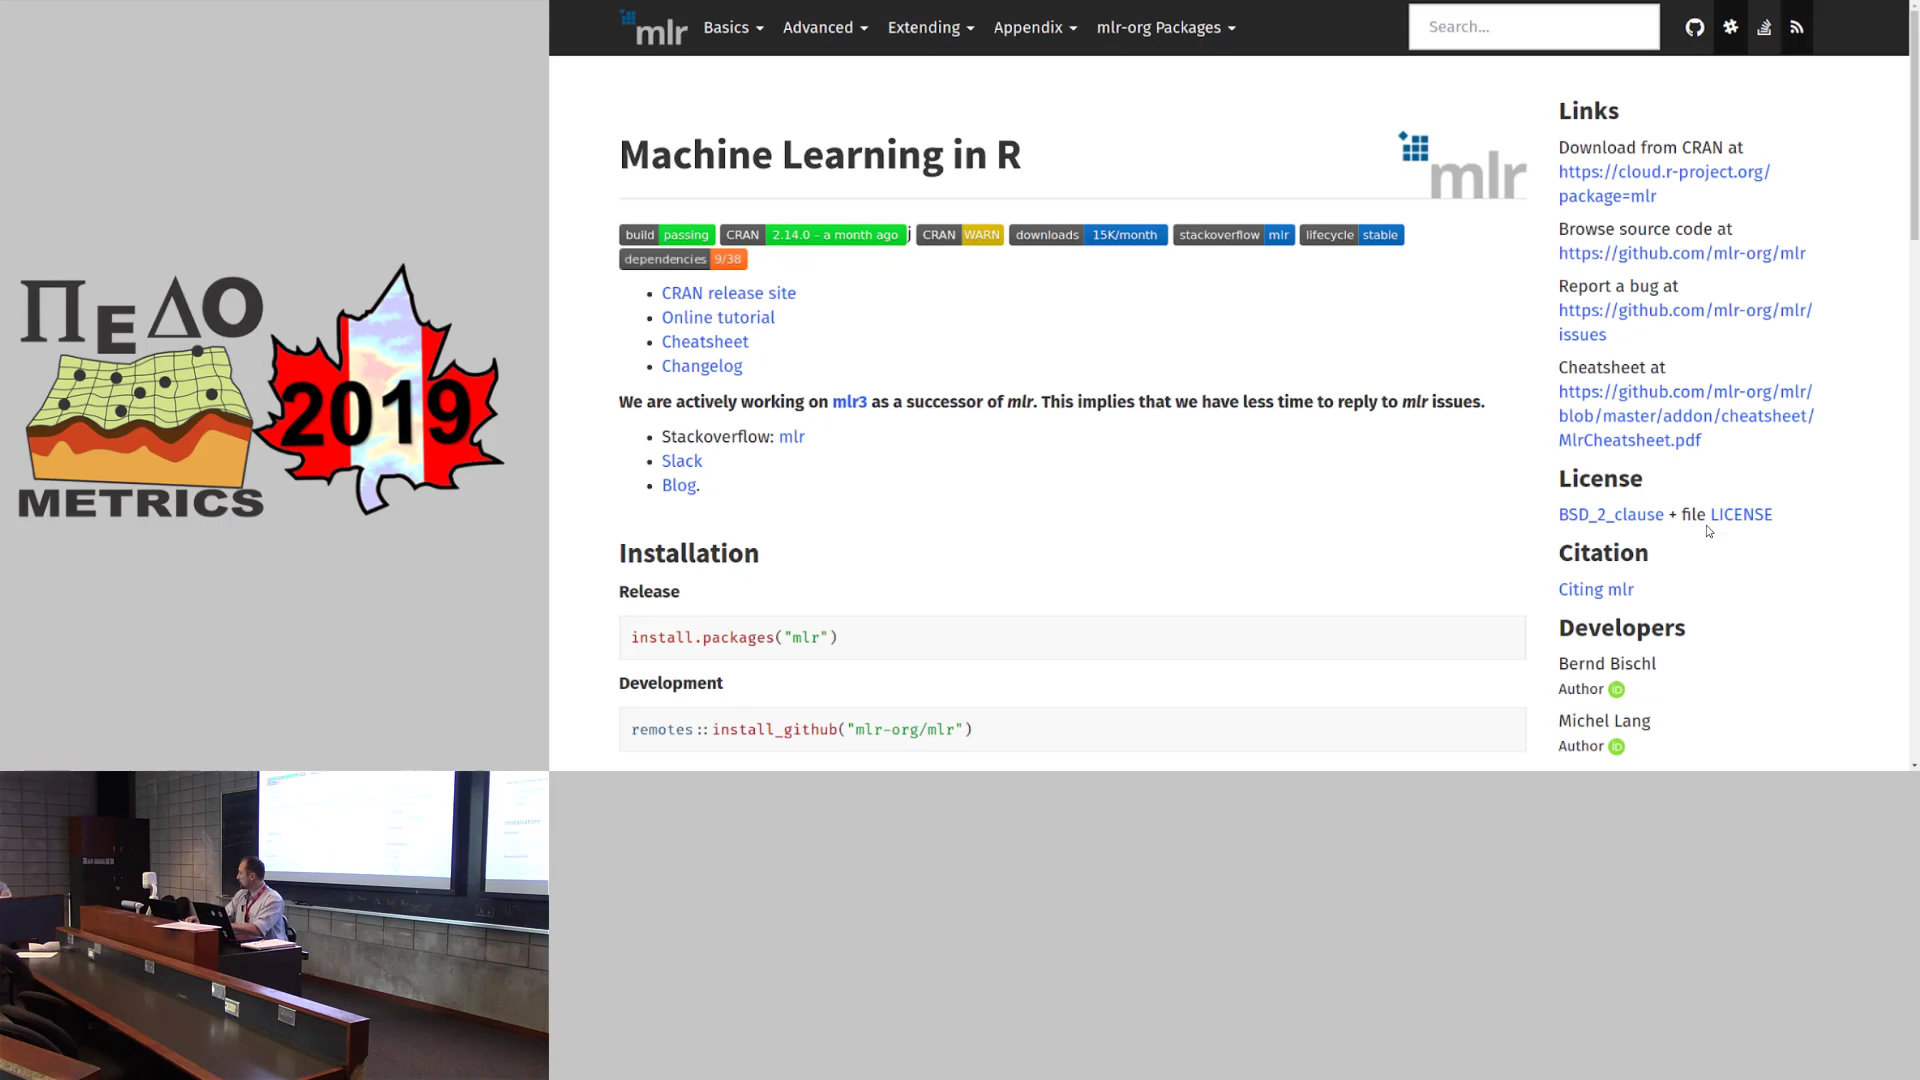 ΠΕΔΟ
METRICS
2019
mlr
Basics
Advanced
Extending
Appendix
mlr-org Packages
Search...
Machine Learning in R
mlr
build passing CRAN 2.14.0 – a month ago j CRAN WARN downloads 15K/month stackoverflow mlr lifecycle stable
dependencies 9/38
• CRAN release site
• Online tutorial
• Cheatsheet
• Changelog
We are actively working on mlr3 as a successor of mlr. This implies that we have less time to reply to mlr issues.
• Stackoverflow: mlr
• Slack
• Blog.
Installation
Release
install.packages("mlr")
Development
remotes::install_github("mlr-org/mlr")
Links
Download from CRAN at
https://cloud.r-project.org/
package=mlr
Browse source code at
https://github.com/mlr-org/mlr
Report a bug at
https://github.com/mlr-org/mlr/
issues
Cheatsheet at
https://github.com/mlr-org/mlr/
blob/master/addon/cheatsheet/
MlrCheatsheet.pdf
License
BSD_2_clause + file LICENSE
Citation
Citing mlr
Developers
Bernd Bischl
Author iD
Michel Lang
Author iD